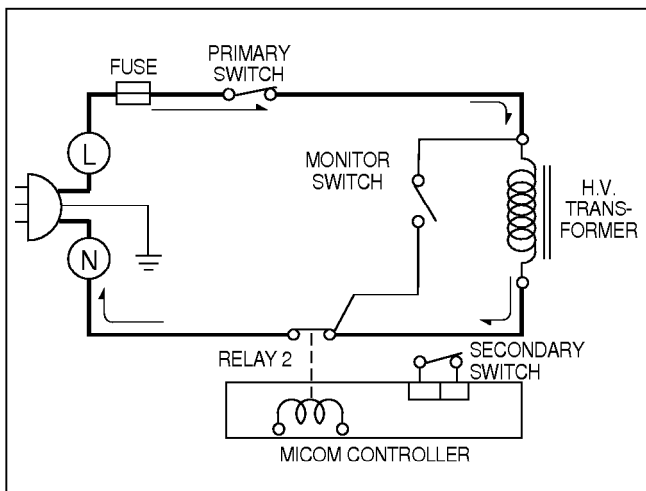 PRIMARY
SWITCH
FUSE
L
MONITOR
SWITCH
H.V.
TRANS-
FORMER
N
RELAY 2
SECONDARY
SWITCH
MICOM CONTROLLER